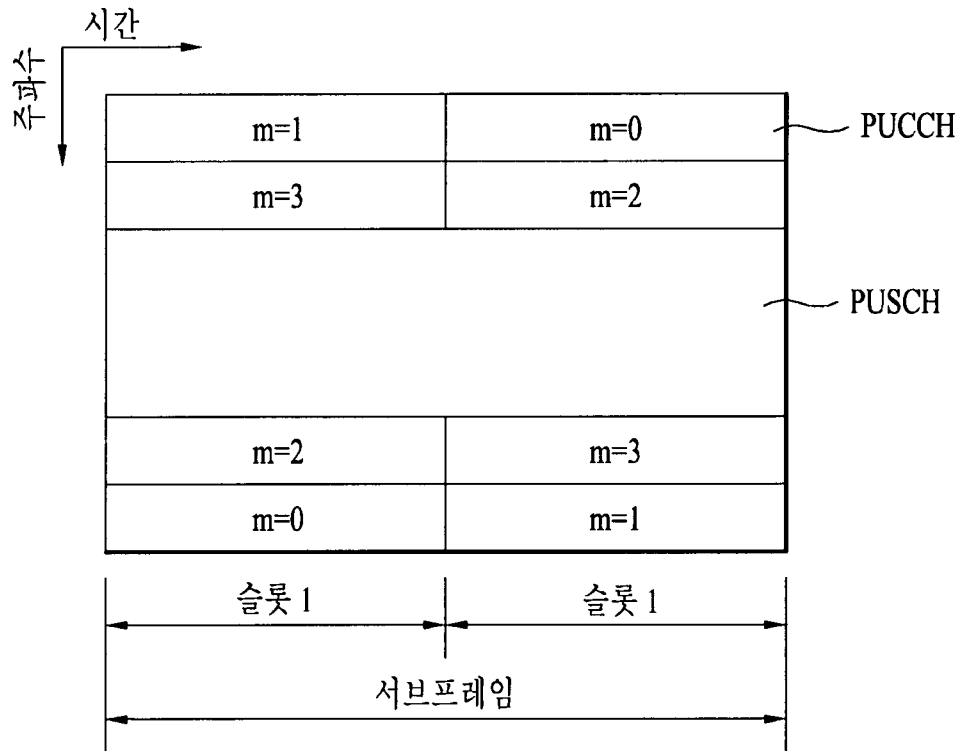 시간
주파수
m=1 m=0 PUCCH
m=3 m=2
PUSCH
m=2 m=3
m=0 m=1
슬롯 1 슬롯 1
서브프레임